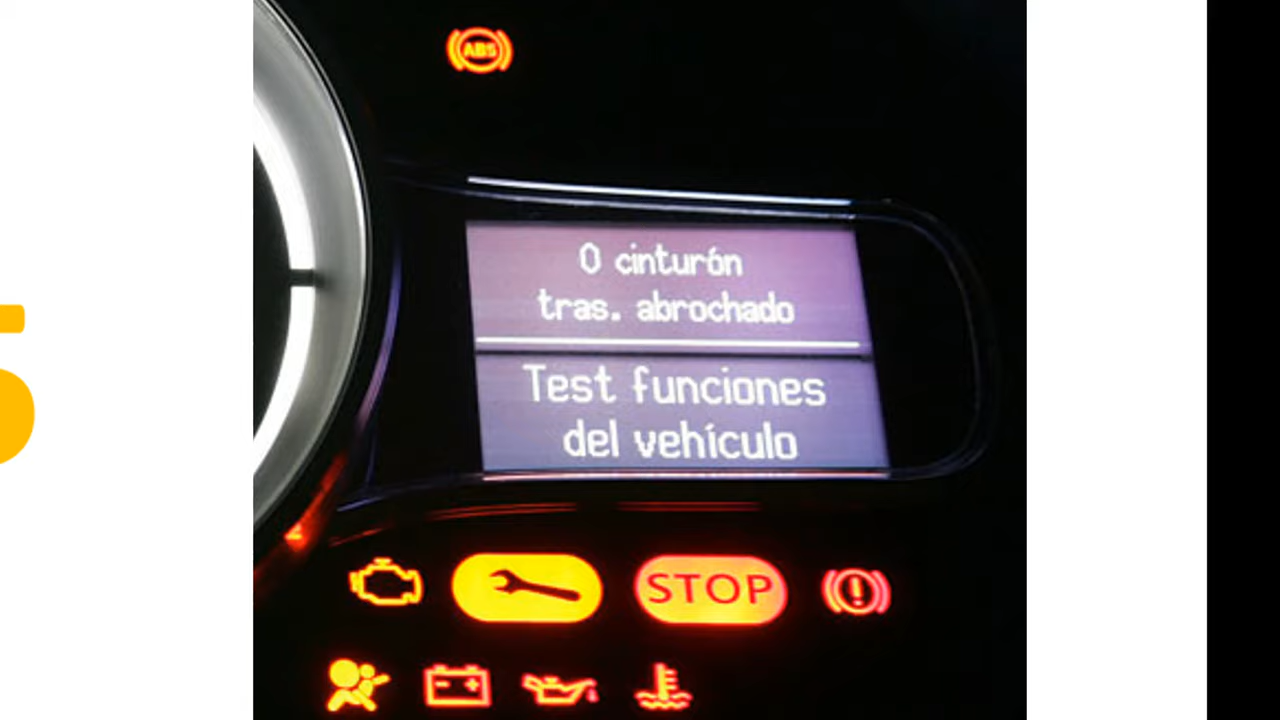 ABS
0 cinturón
tras. abrochado
Test funciones
del vehículo
STOP